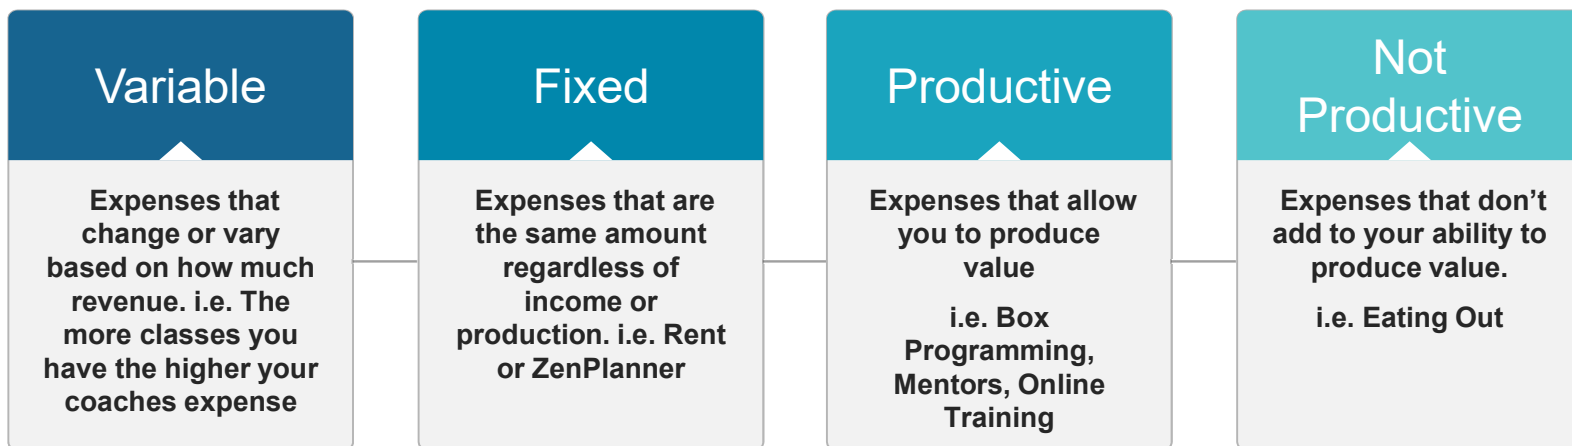 Variable
Expenses that
change or vary
based on how much
revenue. i.e. The
more classes you
have the higher your
coaches expense
Fixed
Expenses that are
the same amount
regardless of
income or
production. i.e. Rent
or ZenPlanner
Productive
Expenses that allow
you to produce
value
i.e. Box
Programming,
Mentors, Online
Training
Not
Productive
Expenses that don’t
add to your ability to
produce value.
i.e. Eating Out